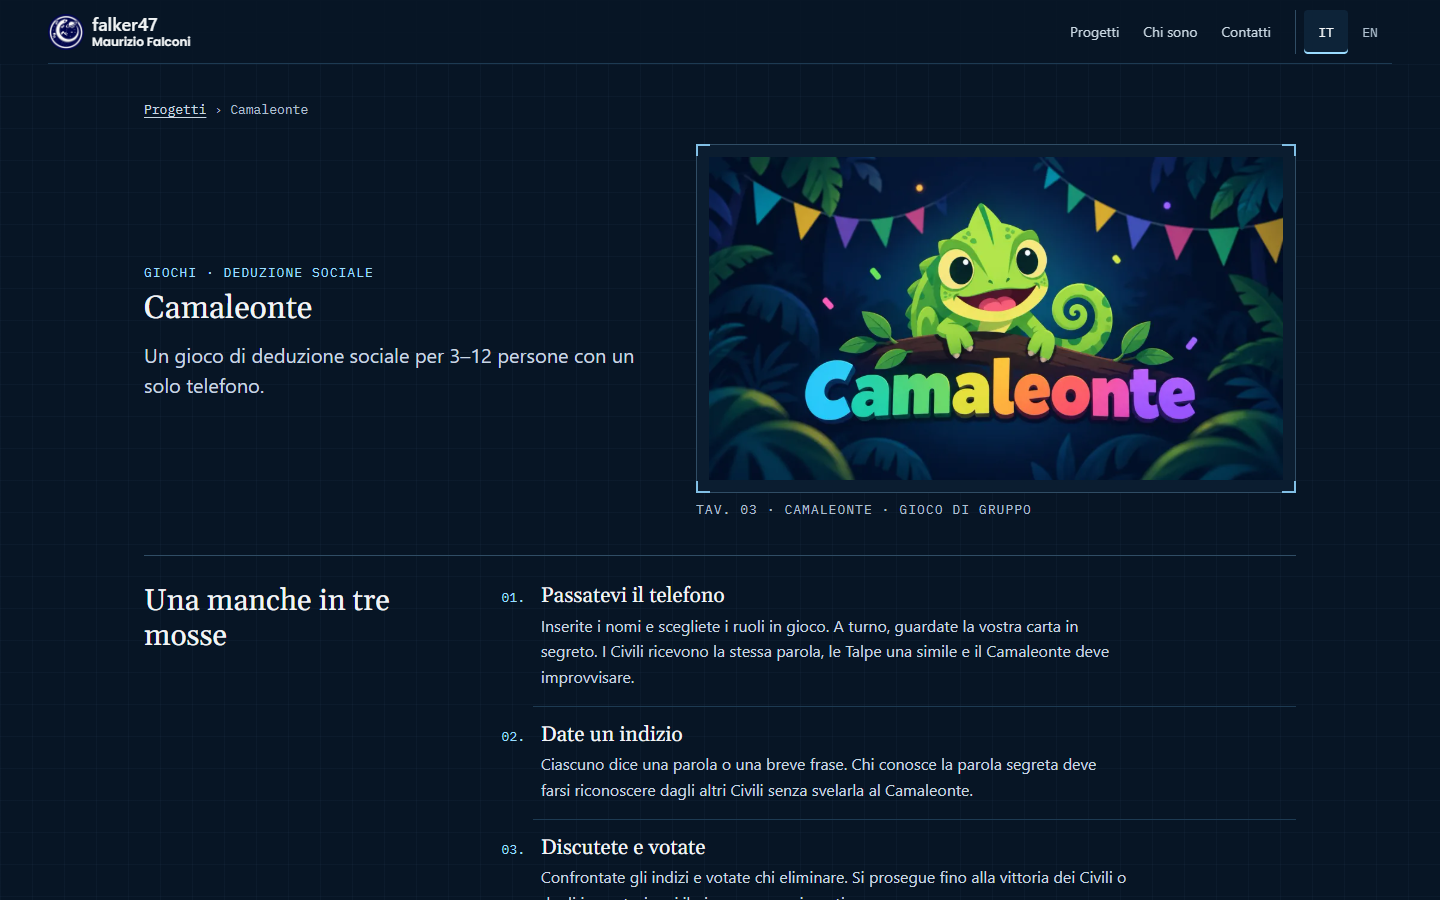 falker47
Maurizio Falconi
Progetti
Chi sono
Contatti
IT
EN
Progetti › Camaleonte
GIOCHI · DEDUZIONE SOCIALE
Camaleonte
Un gioco di deduzione sociale per 3–12 persone con un
solo telefono.
Camaleonte
TAV. 03 · CAMALEONTE · GIOCO DI GRUPPO
Una manche in tre
mosse
01. Passatevi il telefono
Inserite i nomi e scegliete i ruoli in gioco. A turno, guardate la vostra carta in
segreto. I Civili ricevono la stessa parola, le Talpe una simile e il Camaleonte deve
improvvisare.
02. Date un indizio
Ciascuno dice una parola o una breve frase. Chi conosce la parola segreta deve
farsi riconoscere dagli altri Civili senza svelarla al Camaleonte.
03. Discutete e votate
Confrontate gli indizi e votate chi eliminare. Si prosegue fino alla vittoria dei Civili o